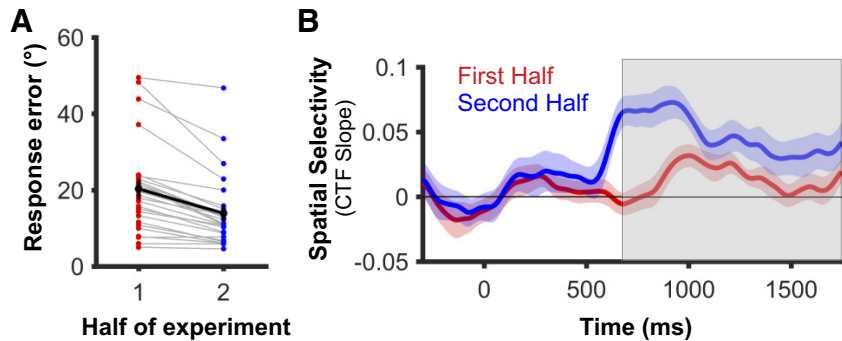 A
Response error (°)
60
40
20
0
1
2
Half of experiment
B
Spatial Selectivity
(CTF Slope)
0.1
0.05
0
-0.05
First Half
Second Half
0
500
1000
1500
Time (ms)